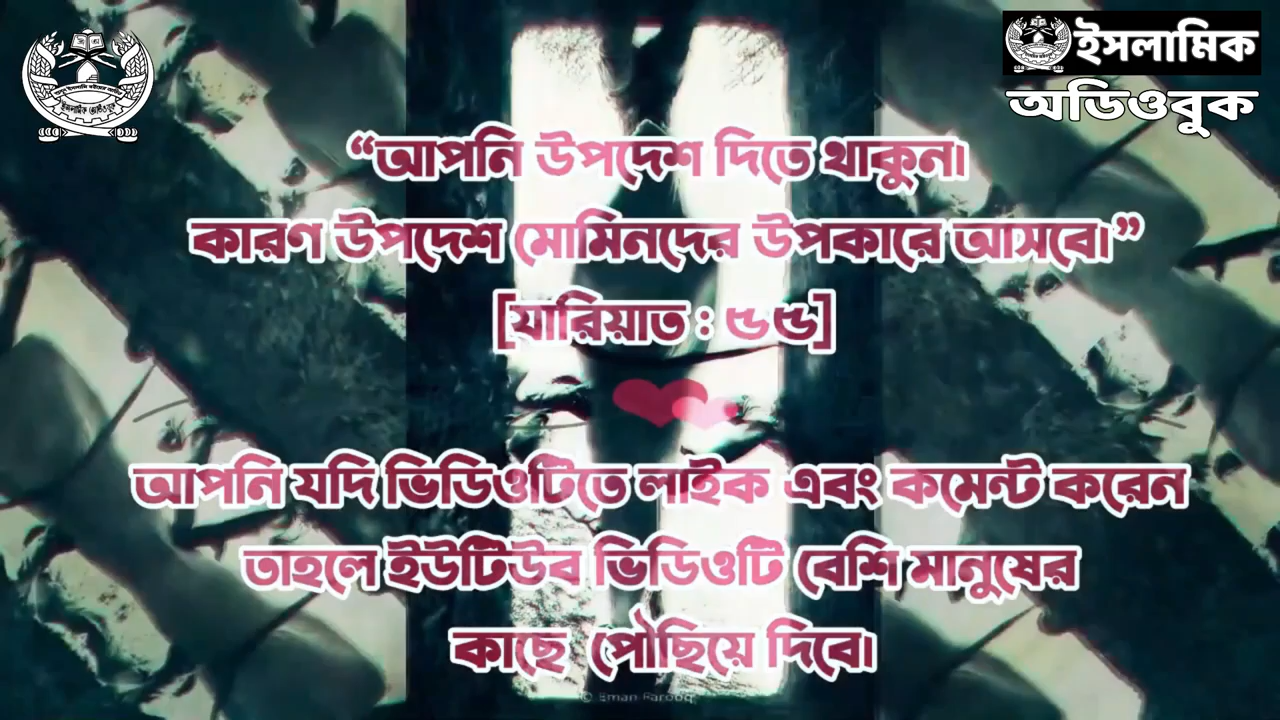 ইসলামিক
অডিওবুক
“আপনি উপদেশ দিতে থাকুন।
কারণ উপদেশ মোমিনদের উপকারে আসবে।”
[যারিয়াত : ৫৫]
আপনি যদি ভিডিওটিতে লাইক এবং কমেন্ট করেন
তাহলে ইউটিউব ভিডিওটি বেশি মানুষের
কাছে পৌছিয়ে দিবে।
© Eman Farooq